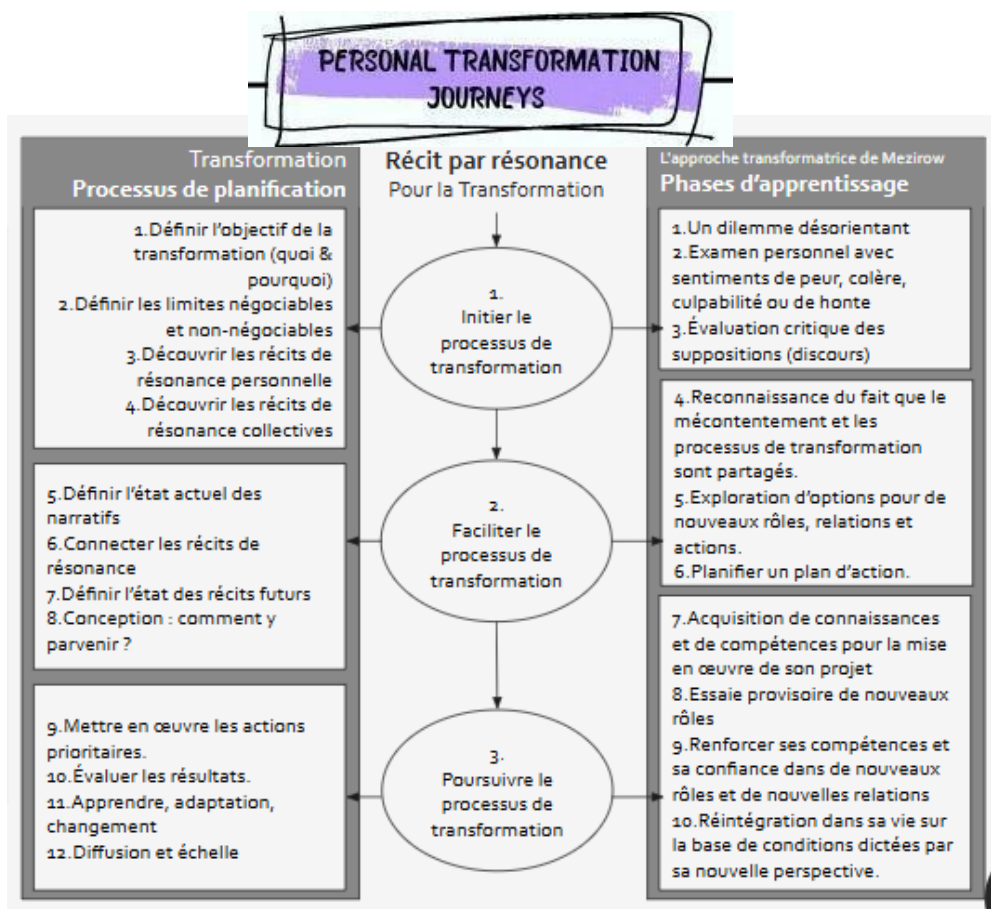 PERSONAL TRANSFORMATION
JOURNEYS
Transformation
Processus de planification
1.Définir l'objectif de la
transformation (quoi &
pourquoi)
2.Définir les limites négociables
et non-négociables
3.Découvrir les récits de
résonance personnelle
4.Découvrir les récits de
résonance collectives
5.Définir l'état actuel des
narratifs
6.Connecter les récits de
résonance
7.Définir l'état des récits futurs
8.Conception : comment y
parvenir ?
9.Mettre en œuvre les actions
prioritaires.
10.Évaluer les résultats.
11.Apprendre, adaptation,
changement
12.Diffusion et échelle
Récit par résonance
Pour la Transformation
1.
Initier le
processus de
transformation
2.
Faciliter le
processus de
transformation
3.
Poursuivre le
processus de
transformation
L'approche transformatrice de Mezirow
Phases d'apprentissage
1.Un dilemme désorientant
2.Examen personnel avec
sentiments de peur, colère,
culpabilité ou de honte
3.Évaluation critique des
suppositions (discours)
4.Reconnaissance du fait que le
mécontentement et les
processus de transformation
sont partagés.
5.Exploration d'options pour de
nouveaux rôles, relations et
actions.
6.Planifier un plan d'action.
7.Acquisition de connaissances
et de compétences pour la mise
en œuvre de son projet
8.Essaie provisoire de nouveaux
rôles
9.Renforcer ses compétences et
sa confiance dans de nouveaux
rôles et de nouvelles relations
10.Réintégration dans sa vie sur
la base de conditions dictées par
sa nouvelle perspective.